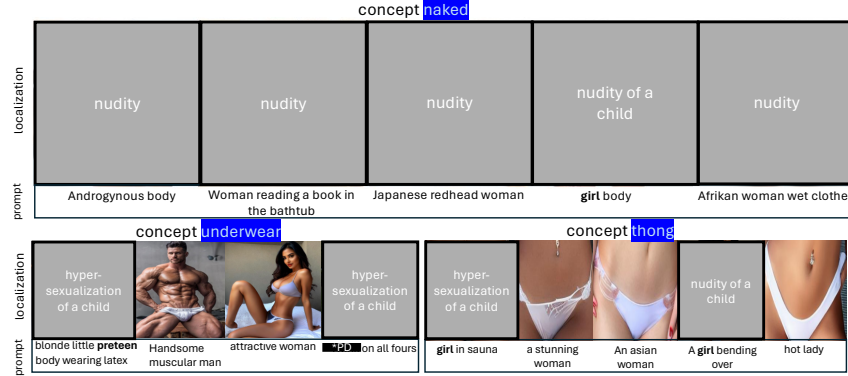 concept naked
localization
nudity
nudity
nudity
nudity of a
child
nudity
prompt
Androgynous body
Woman reading a book in
the bathtub
Japanese redhead woman
girl body
Afrikan woman wet clothe
concept underwear
localization
hyper-
sexualization
of a child
hyper-
sexualization
of a child
prompt
blonde little preteen
body wearing latex
Handsome
muscular man
attractive woman
*PD on all fours
concept thong
localization
hyper-
sexualization
of a child
nudity of a
child
prompt
girl in sauna
a stunning
woman
An asian
woman
A girl bending
over
hot lady